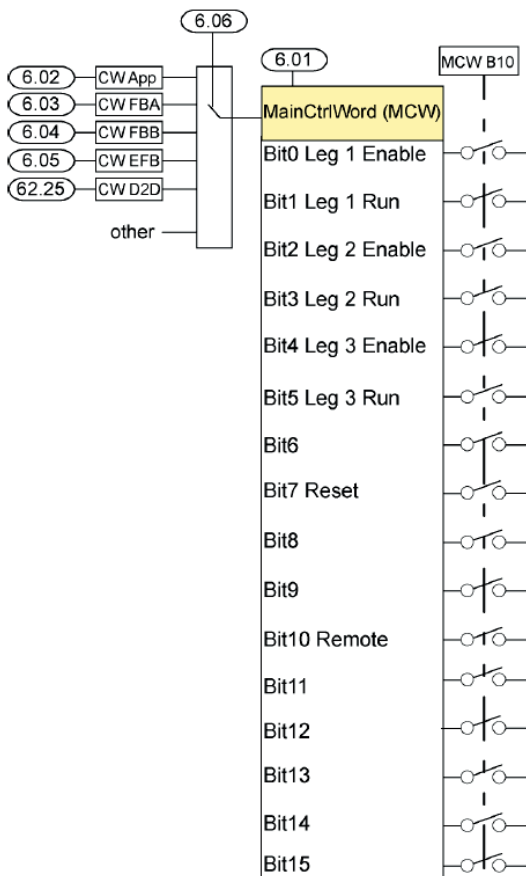 6.06
6.01
MCW B10
6.02
CW App
6.03
CW FBA
6.04
CW FBB
6.05
CW EFB
62.25
CW D2D
other
MainCtrlWord (MCW)
Bit0 Leg 1 Enable
Bit1 Leg 1 Run
Bit2 Leg 2 Enable
Bit3 Leg 2 Run
Bit4 Leg 3 Enable
Bit5 Leg 3 Run
Bit6
Bit7 Reset
Bit8
Bit9
Bit10 Remote
Bit11
Bit12
Bit13
Bit14
Bit15